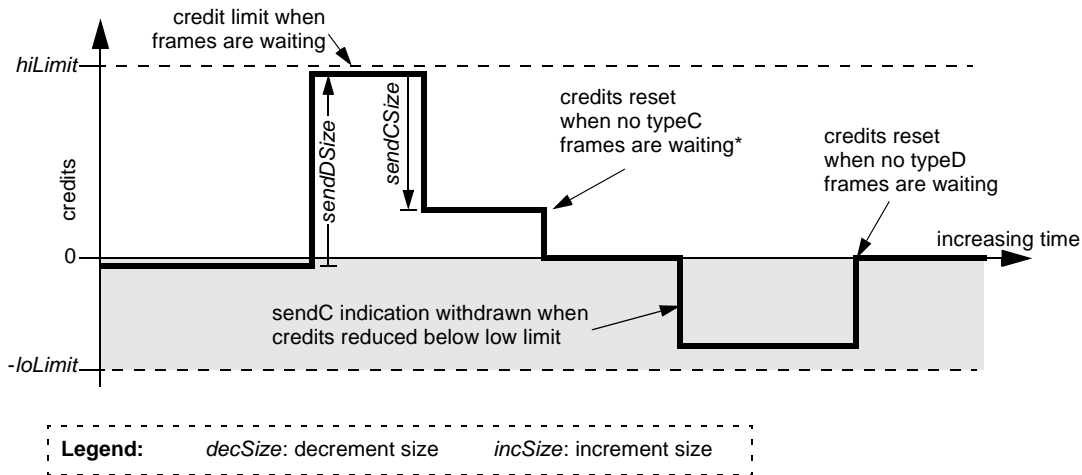 credit limit when
frames are waiting
hiLimit
sendDSize
sendCSize
credits reset
when no typeC
frames are waiting*
credits reset
when no typeD
frames are waiting
credits
0
increasing time
sendC indication withdrawn when
credits reduced below low limit
-loLimit
Legend: decSize: decrement size incSize: increment size